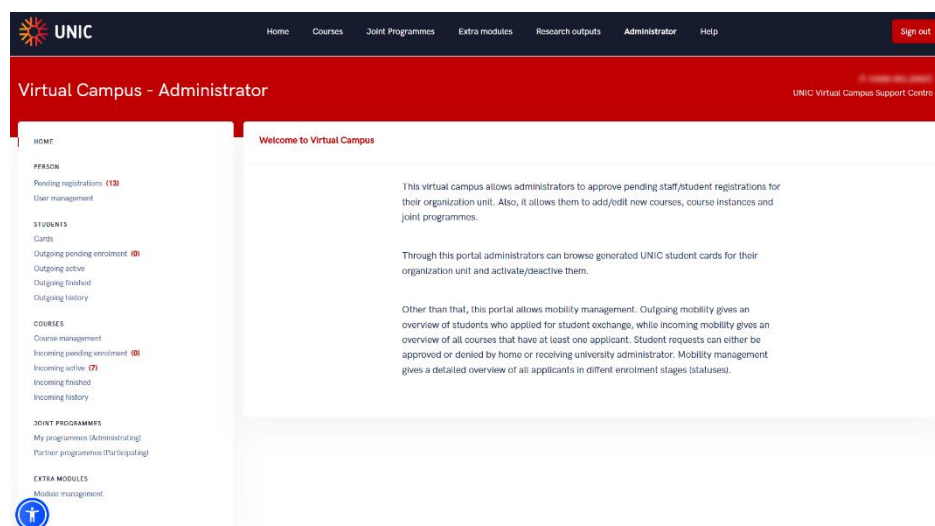 UNIC
Home Courses Joint Programmes Extra modules Research outputs Administrator Help
Sign out
Virtual Campus - Administrator
UNIC Virtual Campus Support Centre
HOME
PERSON
Pending registrations (13)
User management
STUDENTS
Cards
Outgoing pending enrolment (0)
Outgoing active
Outgoing finished
Outgoing history
COURSES
Course management
Incoming pending enrolment (0)
Incoming active (7)
Incoming finished
Incoming history
JOINT PROGRAMMES
My programmes (Administrating)
Partner programmes (Participating)
EXTRA MODULES
Module management
Welcome to Virtual Campus
This virtual campus allows administrators to approve pending staff/student registrations for
their organization unit. Also, it allows them to add/edit new courses, course instances and
joint programmes.
Through this portal administrators can browse generated UNIC student cards for their
organization unit and activate/deactive them.
Other than that, this portal allows mobility management. Outgoing mobility gives an
overview of students who applied for student exchange, while incoming mobility gives an
overview of all courses that have at least one applicant. Student requests can either be
approved or denied by home or receiving university administrator. Mobility management
gives a detailed overview of all applicants in diffent enrolment stages (statuses).